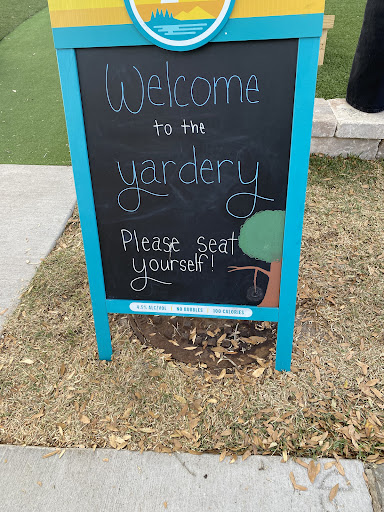 Welcome
to the
yardery
Please seat
yourself!
4.5% ALCOHOL | NO BUBBLES | 100 CALORIES